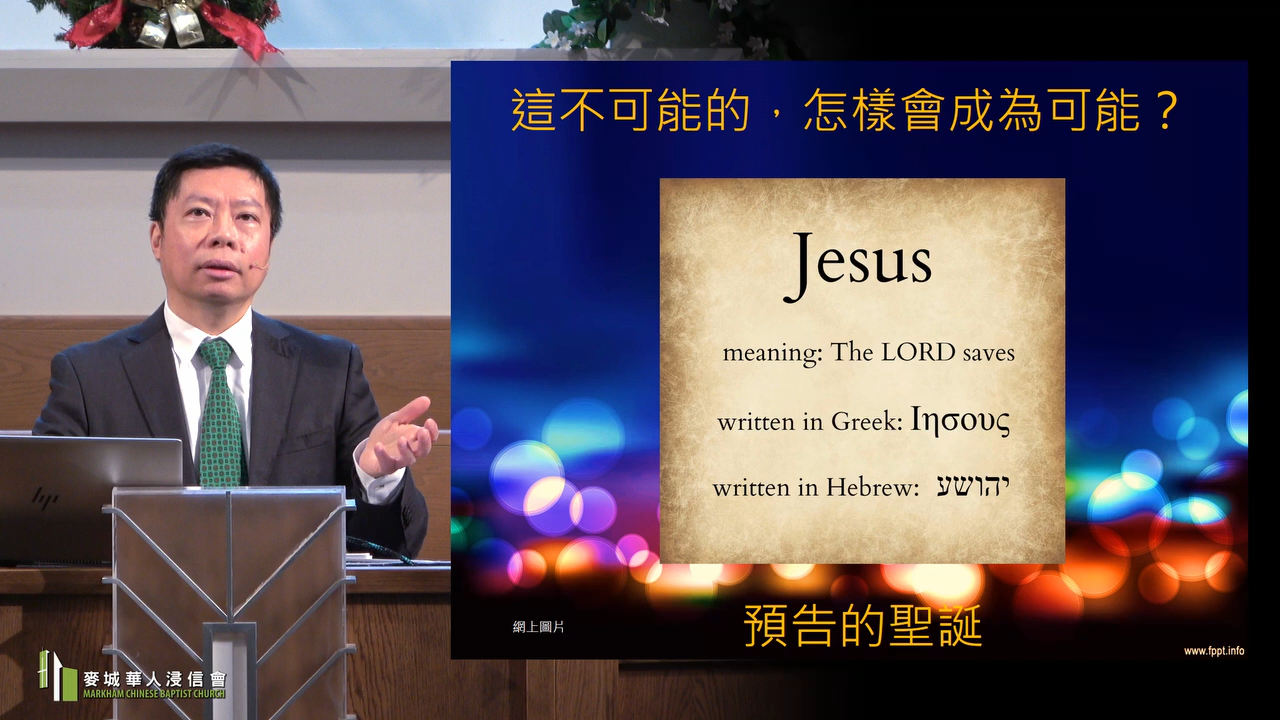 這不可能的，怎樣會成為可能？
Jesus
meaning: The LORD saves
written in Greek: Ιησους
written in Hebrew: יהושע
預告的聖誕
網上圖片
www.fppt.info
hp
麥城華人浸信會
MARKHAM CHINESE BAPTIST CHURCH